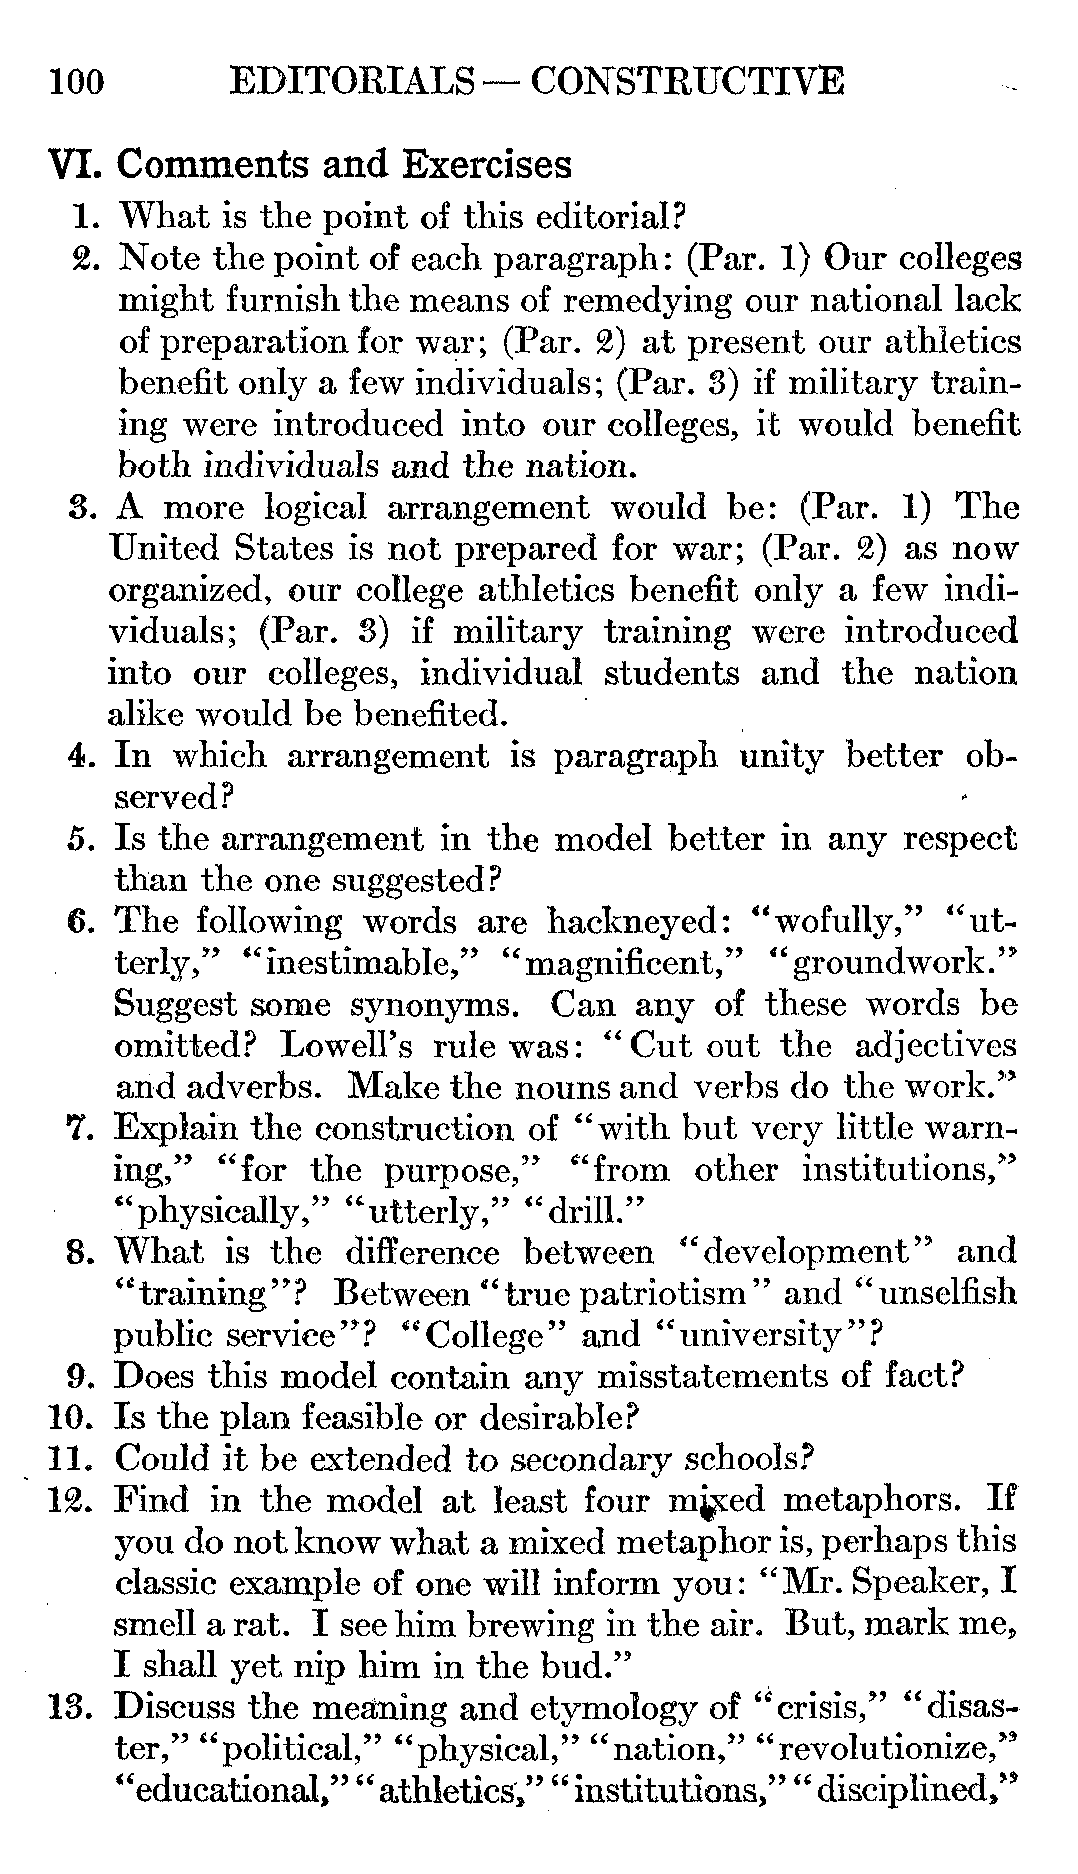 100 EDITORIALS — CONSTRUCTIVE
VI. Comments and Exercises
1. What is the point of this editorial?
2. Note the point of each paragraph: (Par. 1) Our colleges
might furnish the means of remedying our national lack
of preparation for war; (Par. 2) at present our athletics
benefit only a few individuals; (Par. 3) if military train-
ing were introduced into our colleges, it would benefit
both individuals and the nation.
3. A more logical arrangement would be: (Par. 1) The
United States is not prepared for war; (Par. 2) as now
organized, our college athletics benefit only a few indi-
viduals; (Par. 3) if military training were introduced
into our colleges, individual students and the nation
alike would be benefited.
4. In which arrangement is paragraph unity better ob-
served?
5. Is the arrangement in the model better in any respect
than the one suggested?
6. The following words are hackneyed: “wofully,” “ut-
terly,” “inestimable,” “magnificent,” “groundwork.”
Suggest some synonyms. Can any of these words be
omitted? Lowell’s rule was: “Cut out the adjectives
and adverbs. Make the nouns and verbs do the work.”
7. Explain the construction of “with but very little warn-
ing,” “for the purpose,” “from other institutions,”
“physically,” “utterly,” “drill.”
8. What is the difference between “development” and
“training”? Between “true patriotism” and “unselfish
public service”? “College” and “university”?
9. Does this model contain any misstatements of fact?
10. Is the plan feasible or desirable?
11. Could it be extended to secondary schools?
12. Find in the model at least four mixed metaphors. If
you do not know what a mixed metaphor is, perhaps this
classic example of one will inform you: “Mr. Speaker, I
smell a rat. I see him brewing in the air. But, mark me,
I shall yet nip him in the bud.”
13. Discuss the meaning and etymology of “crisis,” “disas-
ter,” “political,” “physical,” “nation,” “revolutionize,”
“educational,” “athletics,” “institutions,” “disciplined,”